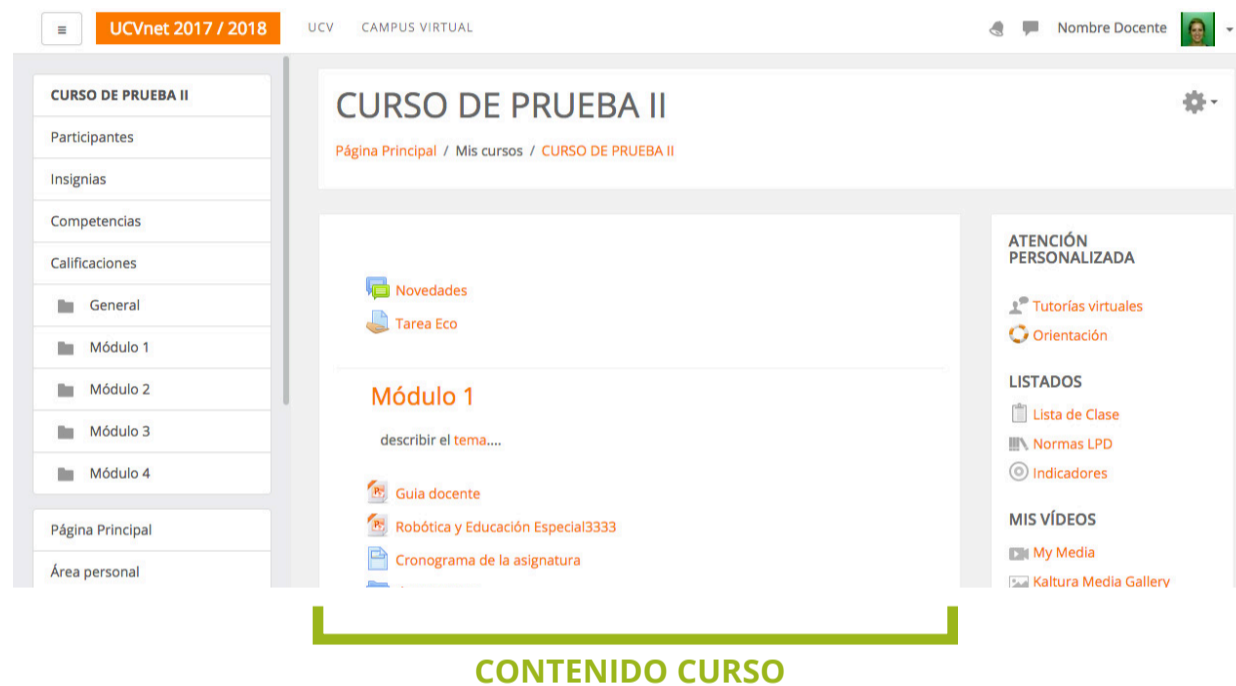 UCVnet 2017 / 2018
UCV
CAMPUS VIRTUAL
Nombre Docente
CURSO DE PRUEBA II
Participantes
Insignias
Competencias
Calificaciones
General
Módulo 1
Módulo 2
Módulo 3
Módulo 4
Página Principal
Área personal
CURSO DE PRUEBA II
Página Principal / Mis cursos / CURSO DE PRUEBA II
Novedades
Tarea Eco
Módulo 1
describir el tema....
Guia docente
Robótica y Educación Especial3333
Cronograma de la asignatura
ATENCIÓN
PERSONALIZADA
Tutorías virtuales
Orientación
LISTADOS
Lista de Clase
Normas LPD
Indicadores
MIS VÍDEOS
My Media
Kaltura Media Gallery
CONTENIDO CURSO